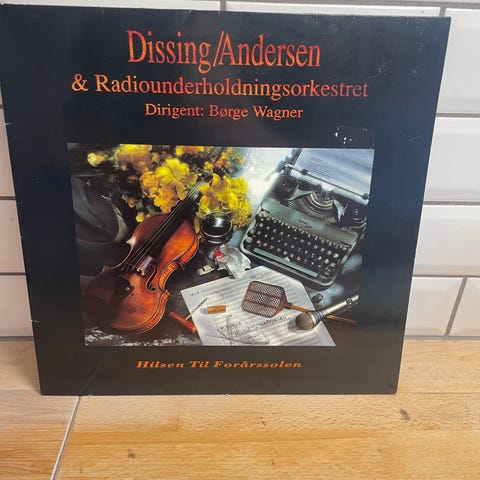 Dissing/Andersen
& Radiounderholdningsorkestret
Dirigent: Børge Wagner
Hilsen Til Forårssolen